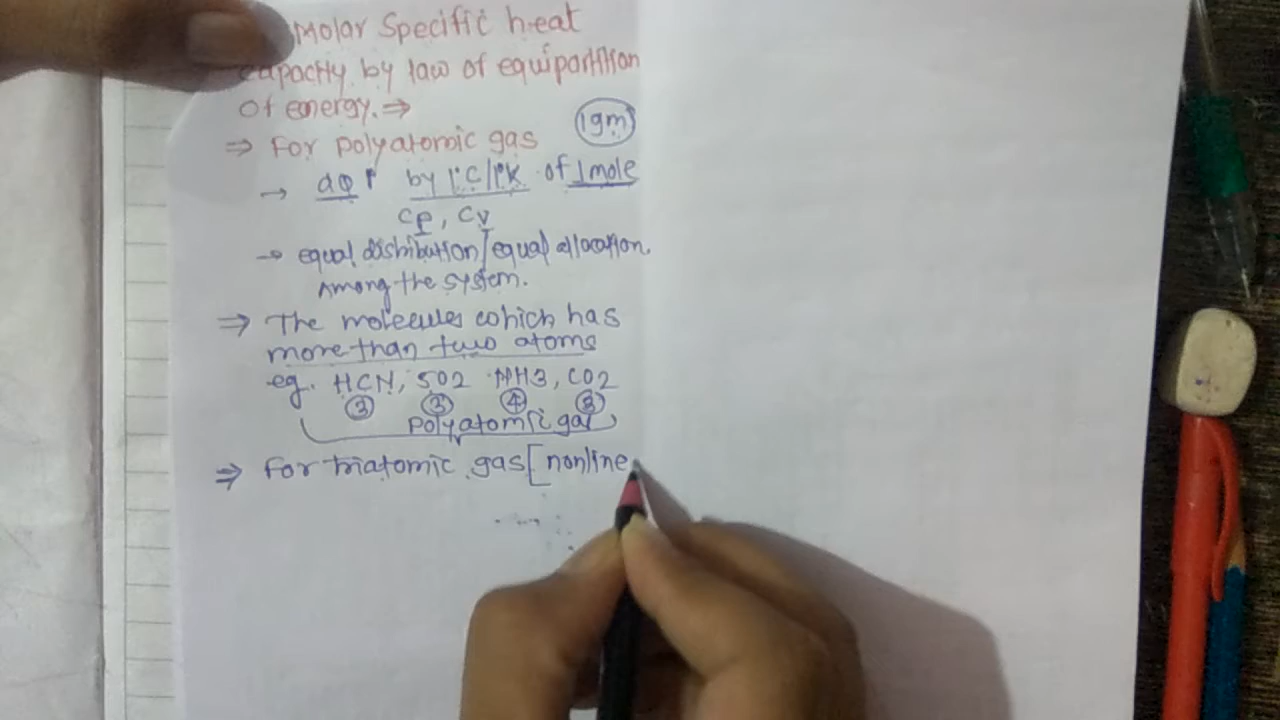 Molar Specific heat
capacity by law of equipartition
of energy. ⇒
⇒ For polyatomic gas
1gm
→ dQ↑ by 1°C/1°K of 1mole
Cp, Cv
→ equal distribution/equal allocation
Among the system.
⇒ The molecules which has
more than two atoms
eg. HCN, SO2 NH3, CO2
3 3 4 3
Polyatomic gas
⇒ For triatomic gas [nonline